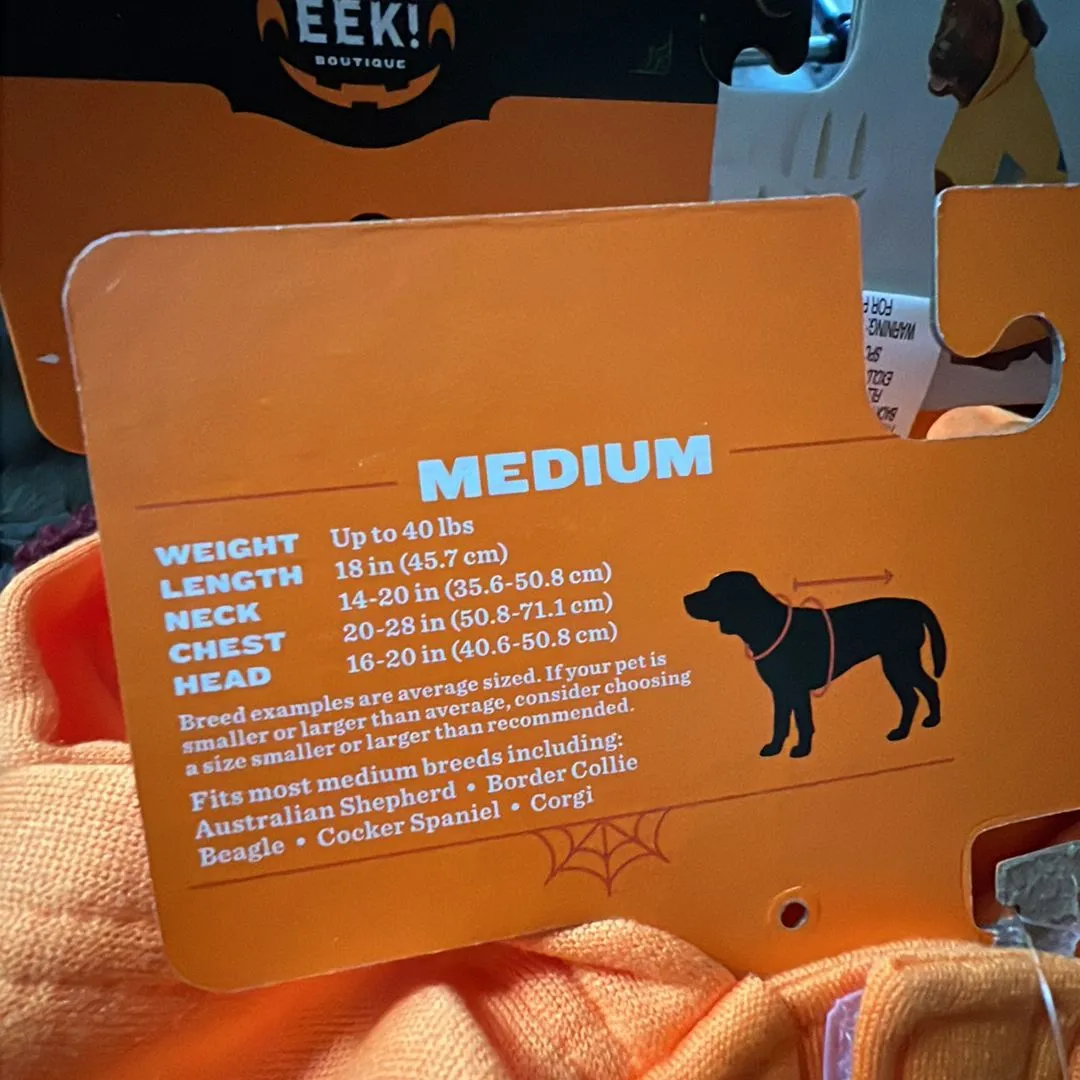 EEK!
BOUTIQUE
FOR
WARNING:
MEDIUM
WEIGHT Up to 40 lbs
LENGTH 18 in (45.7 cm)
NECK 14-20 in (35.6-50.8 cm)
CHEST 20-28 in (50.8-71.1 cm)
HEAD 16-20 in (40.6-50.8 cm)
Breed examples are average sized. If your pet is
smaller or larger than average, consider choosing
a size smaller or larger than recommended.
Fits most medium breeds including:
Australian Shepherd • Border Collie
Beagle • Cocker Spaniel • Corgi